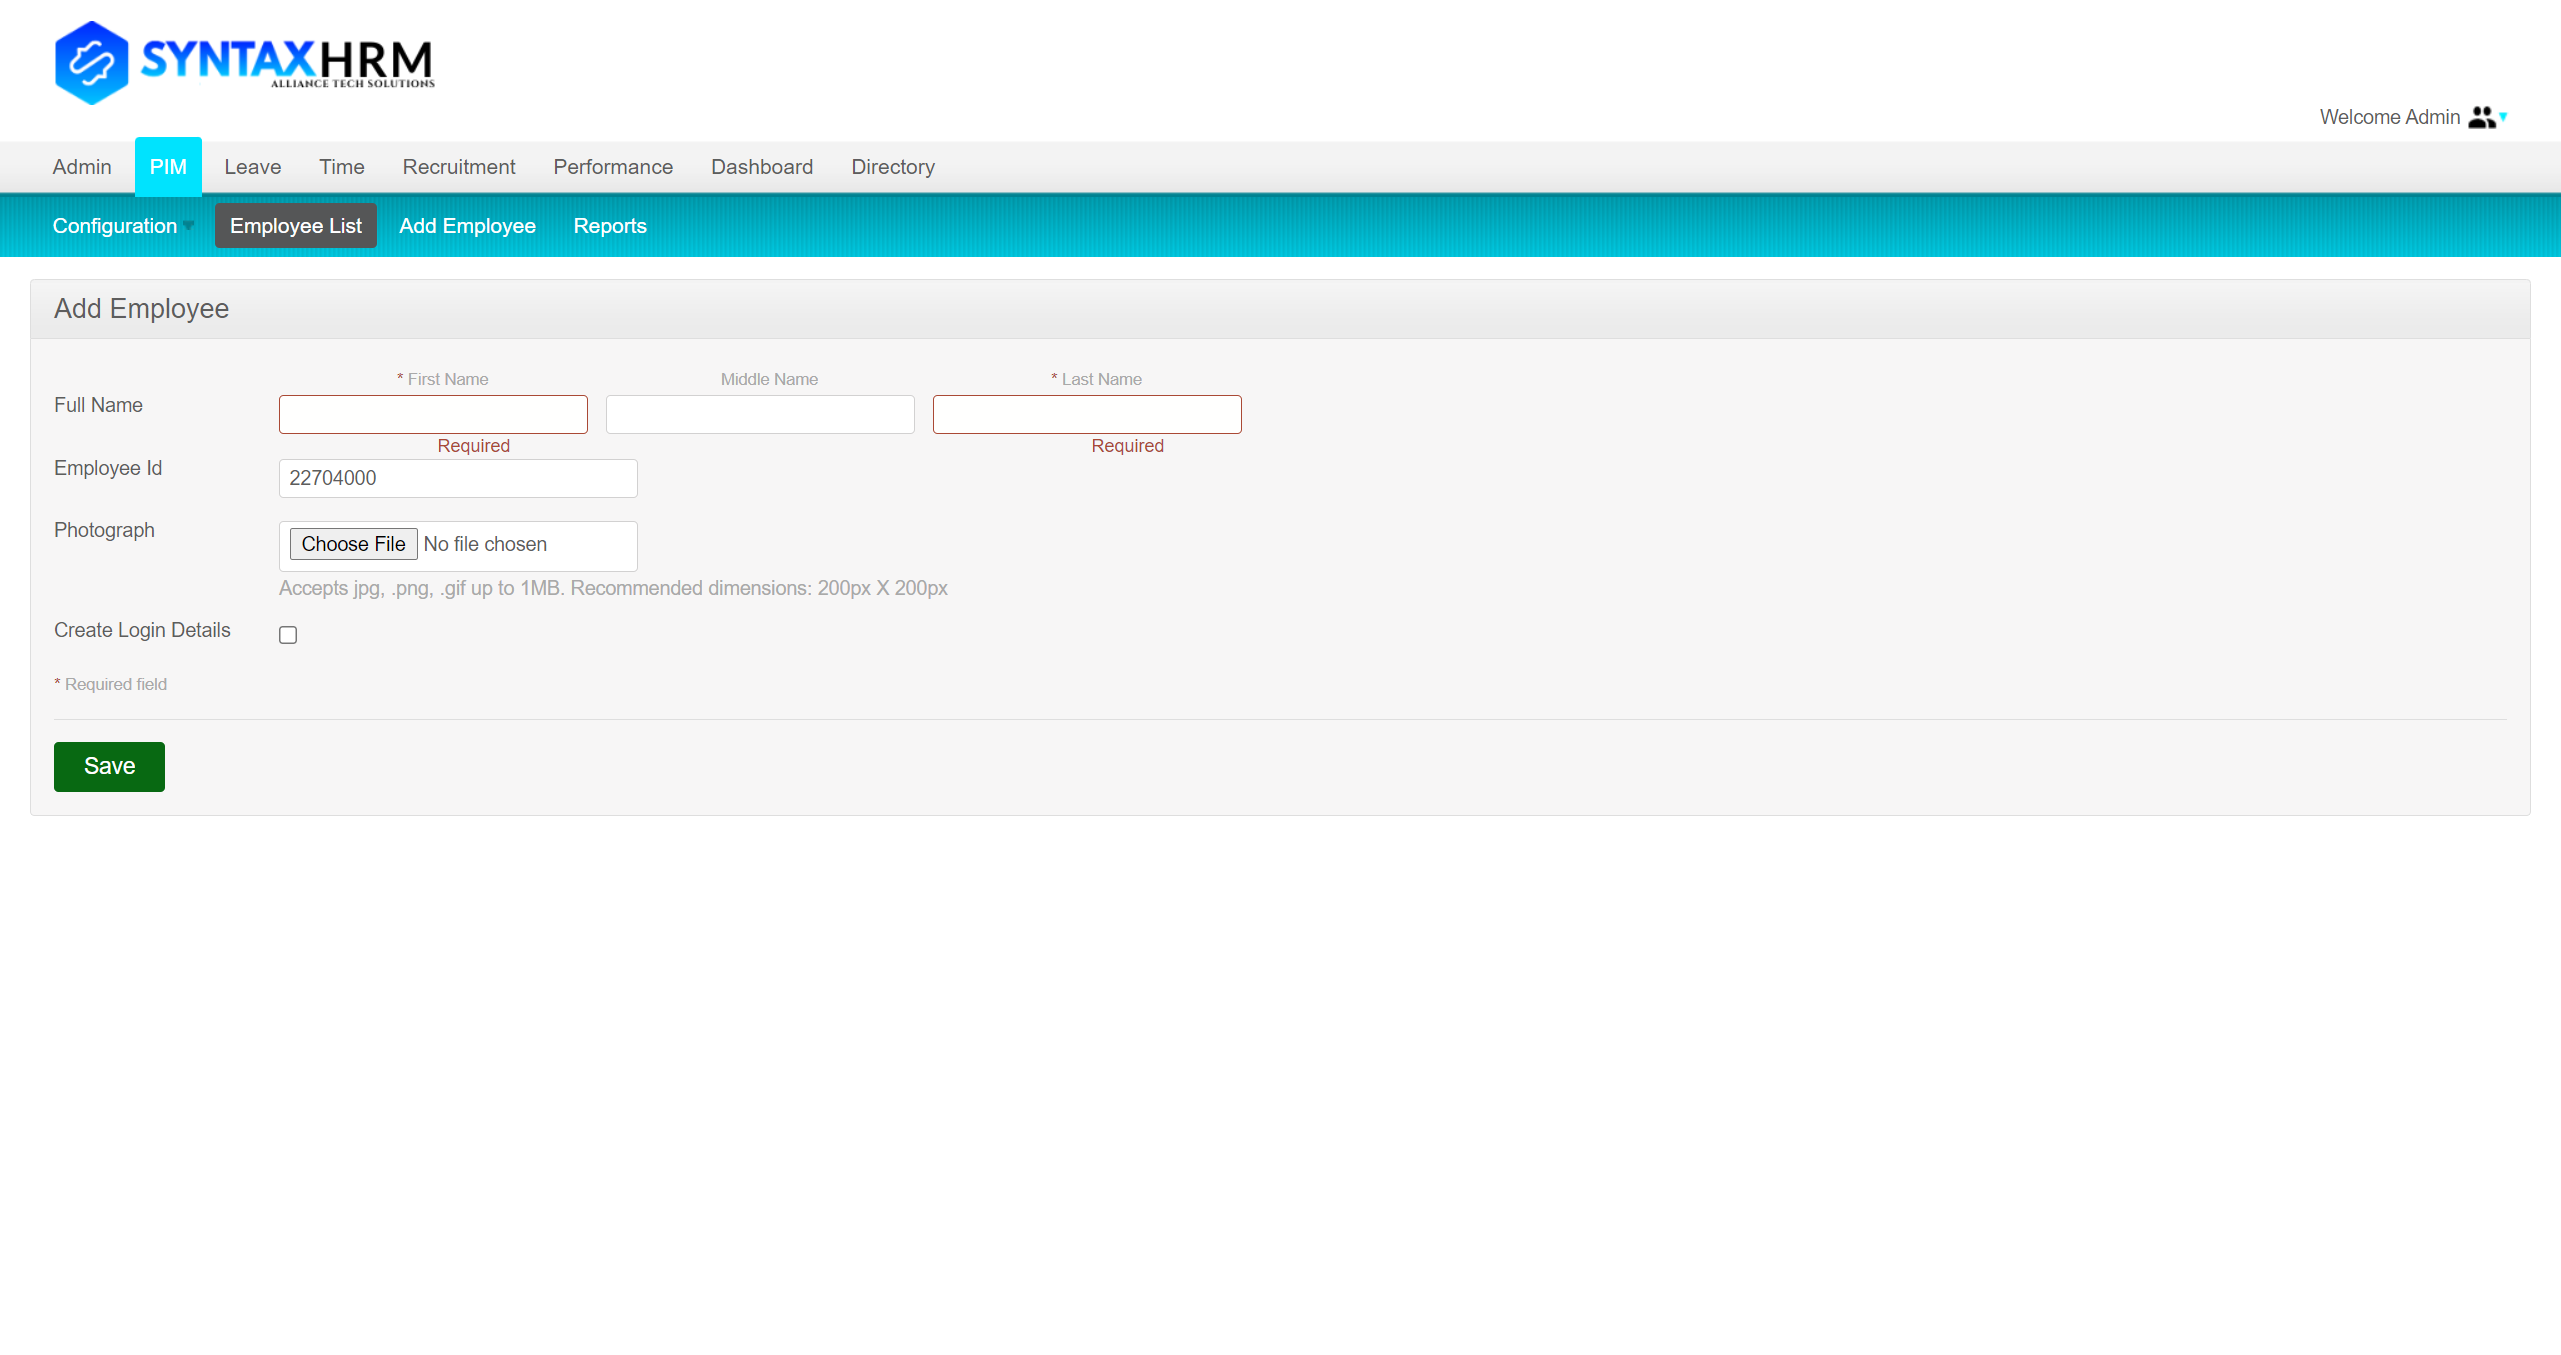 SYNTAXHRM
ALLIANCE TECH SOLUTIONS
Welcome Admin
Admin PIM Leave Time Recruitment Performance Dashboard Directory
Configuration Employee List Add Employee Reports
Add Employee
* First Name Middle Name * Last Name
Full Name
Required Required
Employee Id 22704000
Photograph Choose File No file chosen
Accepts jpg, .png, .gif up to 1MB. Recommended dimensions: 200px X 200px
Create Login Details
* Required field
Save